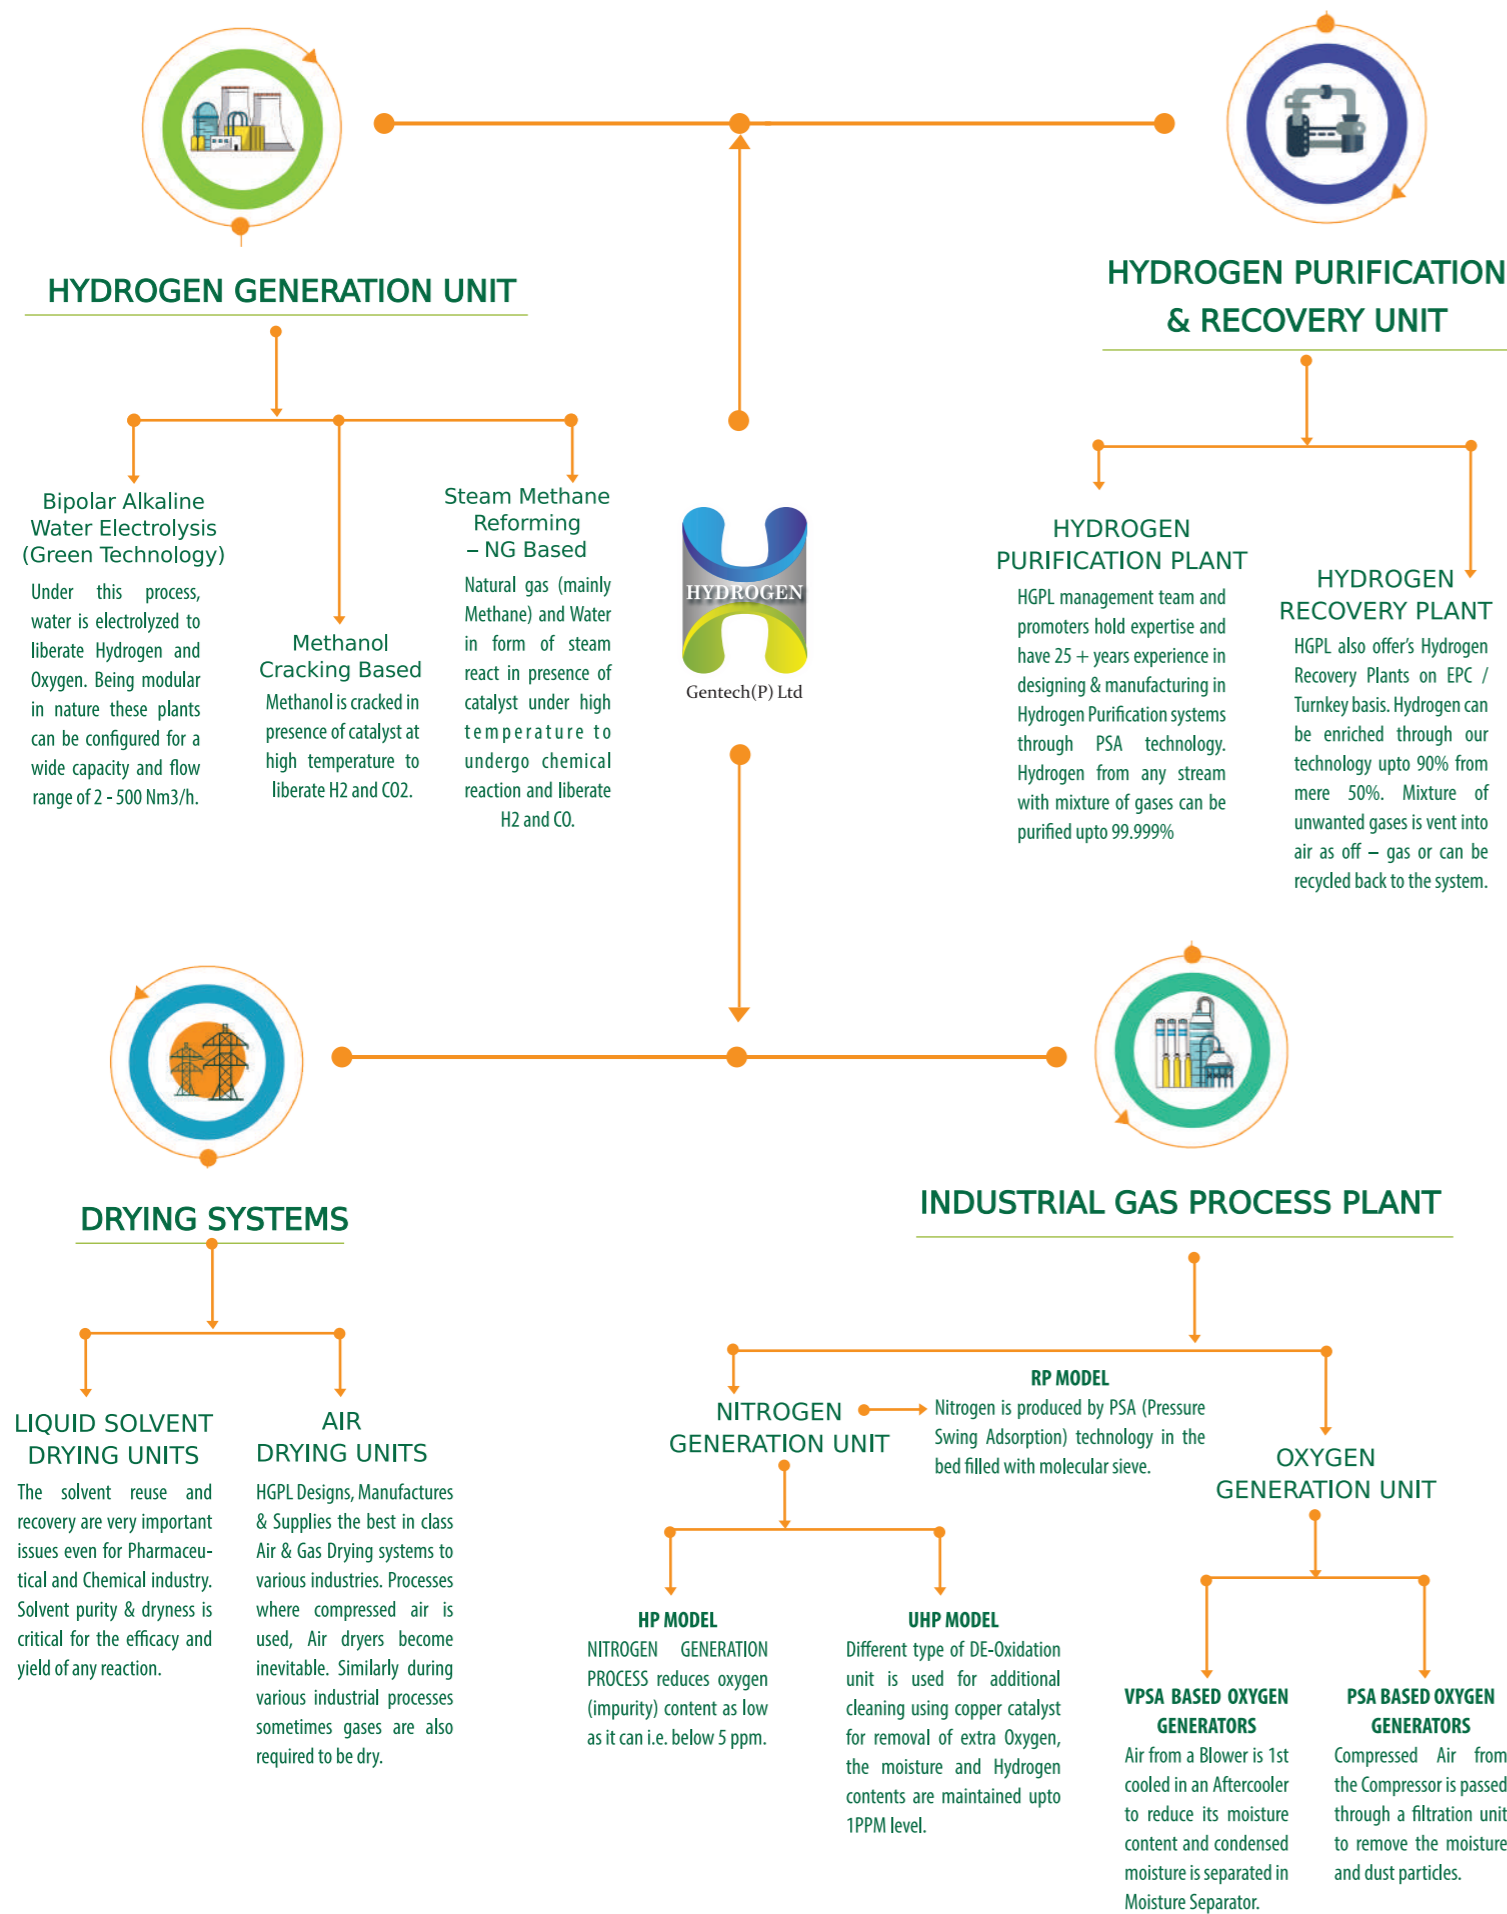 HYDROGEN GENERATION UNIT
Bipolar Alkaline
Water Electrolysis
(Green Technology)
Under this process,
water is electrolyzed to
liberate Hydrogen and
Oxygen. Being modular
in nature these plants
can be configured for a
wide capacity and flow
range of 2 - 500 Nm3/h.
Methanol
Cracking Based
Methanol is cracked in
presence of catalyst at
high temperature to
liberate H2 and CO2.
Steam Methane
Reforming
– NG Based
Natural gas (mainly
Methane) and Water
in form of steam
react in presence of
catalyst under high
temperature to
undergo chemical
reaction and liberate
H2 and CO.
HYDROGEN
Gentech(P) Ltd
HYDROGEN PURIFICATION
& RECOVERY UNIT
HYDROGEN
PURIFICATION PLANT
HGPL management team and
promoters hold expertise and
have 25 + years experience in
designing & manufacturing in
Hydrogen Purification systems
through PSA technology.
Hydrogen from any stream
with mixture of gases can be
purified upto 99.999%
HYDROGEN
RECOVERY PLANT
HGPL also offer's Hydrogen
Recovery Plants on EPC /
Turnkey basis. Hydrogen can
be enriched through our
technology upto 90% from
mere 50%. Mixture of
unwanted gases is vent into
air as off – gas or can be
recycled back to the system.
DRYING SYSTEMS
LIQUID SOLVENT
DRYING UNITS
The solvent reuse and
recovery are very important
issues even for Pharmaceu-
tical and Chemical industry.
Solvent purity & dryness is
critical for the efficacy and
yield of any reaction.
AIR
DRYING UNITS
HGPL Designs, Manufactures
& Supplies the best in class
Air & Gas Drying systems to
various industries. Processes
where compressed air is
used, Air dryers become
inevitable. Similarly during
various industrial processes
sometimes gases are also
required to be dry.
INDUSTRIAL GAS PROCESS PLANT
NITROGEN
GENERATION UNIT
RP MODEL
Nitrogen is produced by PSA (Pressure
Swing Adsorption) technology in the
bed filled with molecular sieve.
HP MODEL
NITROGEN GENERATION
PROCESS reduces oxygen
(impurity) content as low
as it can i.e. below 5 ppm.
UHP MODEL
Different type of DE-Oxidation
unit is used for additional
cleaning using copper catalyst
for removal of extra Oxygen,
the moisture and Hydrogen
contents are maintained upto
1PPM level.
OXYGEN
GENERATION UNIT
VPSA BASED OXYGEN
GENERATORS
Air from a Blower is 1st
cooled in an Aftercooler
to reduce its moisture
content and condensed
moisture is separated in
Moisture Separator.
PSA BASED OXYGEN
GENERATORS
Compressed Air from
the Compressor is passed
through a filtration unit
to remove the moisture
and dust particles.